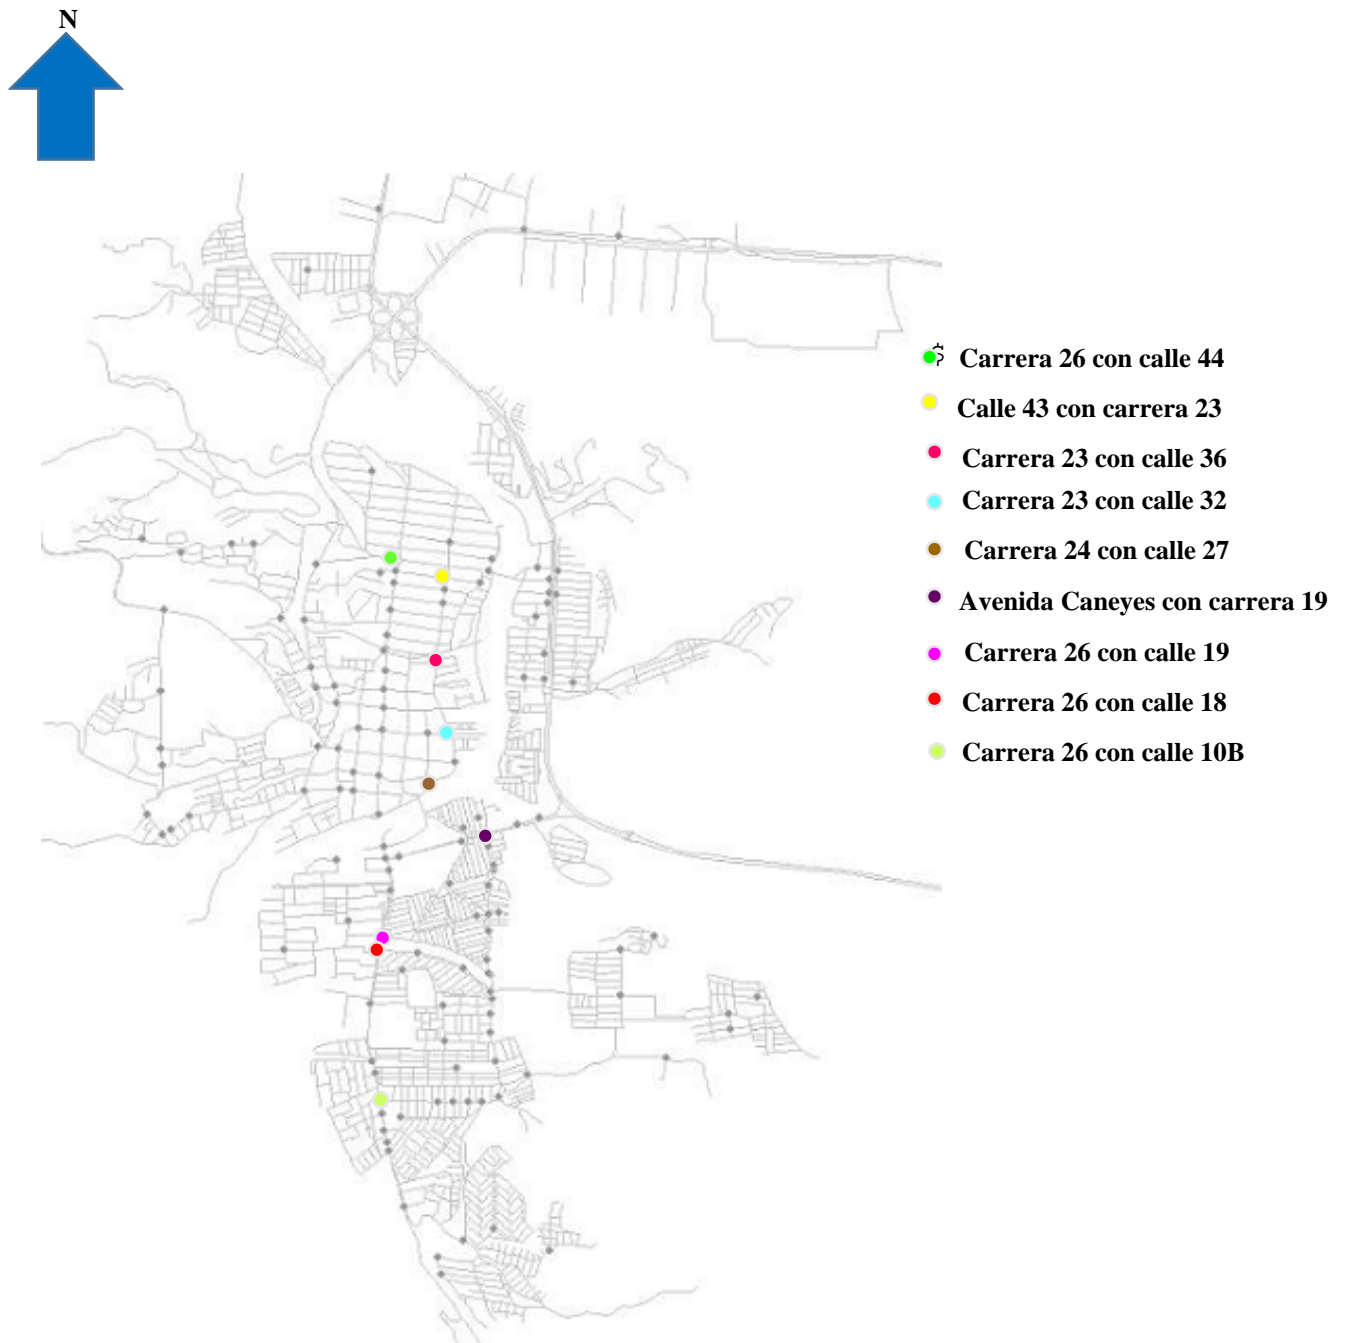 N
$ Carrera 26 con calle 44
Calle 43 con carrera 23
Carrera 23 con calle 36
Carrera 23 con calle 32
Carrera 24 con calle 27
Avenida Caneyes con carrera 19
Carrera 26 con calle 19
Carrera 26 con calle 18
Carrera 26 con calle 10B